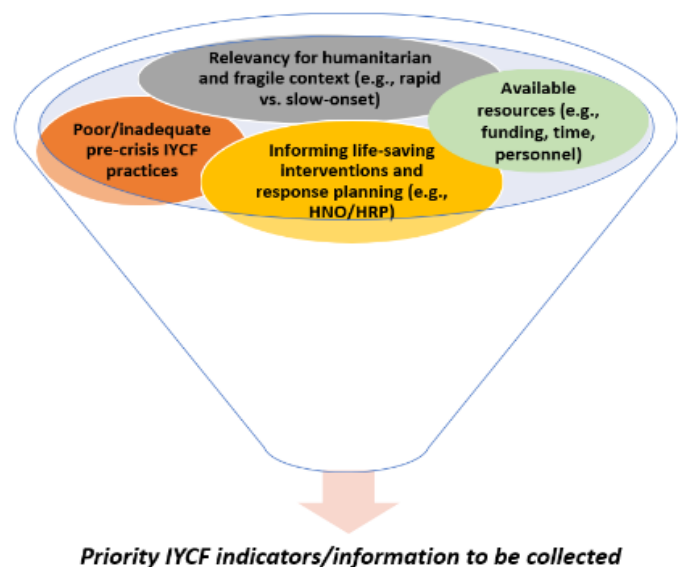 Relevancy for humanitarian
and fragile context (e.g., rapid
vs. slow-onset)
Available
resources (e.g.,
funding, time,
personnel)
Poor/inadequate
pre-crisis IYCF
practices
Informing life-saving
interventions and
response planning (e.g.,
HNO/HRP)
Priority IYCF indicators/information to be collected